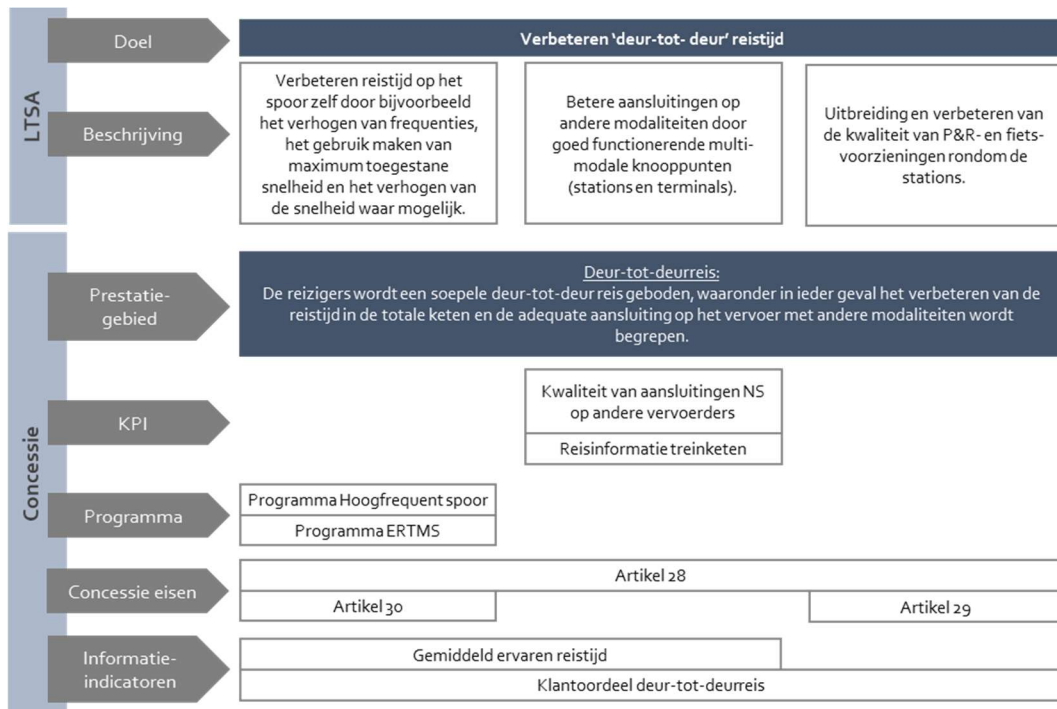 LTSA
Doel
Verbeteren ‘deur-tot- deur’ reistijd
Beschrijving
Verbeteren reistijd op het
spoor zelf door bijvoorbeeld
het verhogen van frequenties,
het gebruik maken van
maximum toegestane
snelheid en het verhogen van
de snelheid waar mogelijk.
Betere aansluitingen op
andere modaliteiten door
goed functionerende multi-
modale knooppunten
(stations en terminals).
Uitbreiding en verbeteren van
de kwaliteit van P&R- en fiets-
voorzieningen rondom de
stations.
Concessie
Prestatie-
gebied
Deur-tot-deurreis:
De reizigers wordt een soepele deur-tot-deur reis geboden, waaronder in ieder geval het verbeteren van de
reistijd in de totale keten en de adequate aansluiting op het vervoer met andere modaliteiten wordt
begrepen.
KPI
Kwaliteit van aansluitingen NS
op andere vervoerders
Reisinformatie treinketen
Programma
Programma Hoogfrequent spoor
Programma ERTMS
Concessie eisen
Artikel 28
Artikel 30
Artikel 29
Informatie-
indicatoren
Gemiddeld ervaren reistijd
Klantoordeel deur-tot-deurreis